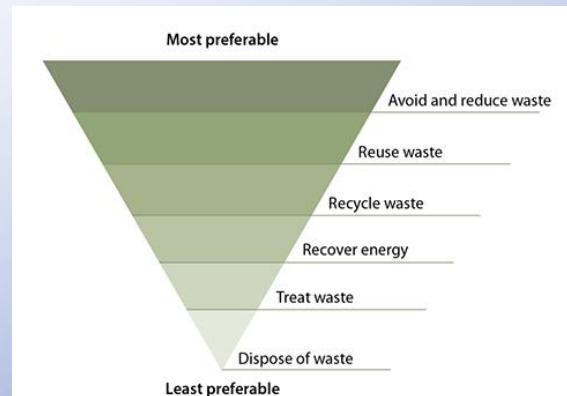 Most preferable
Avoid and reduce waste
Reuse waste
Recycle waste
Recover energy
Treat waste
Dispose of waste
Least preferable